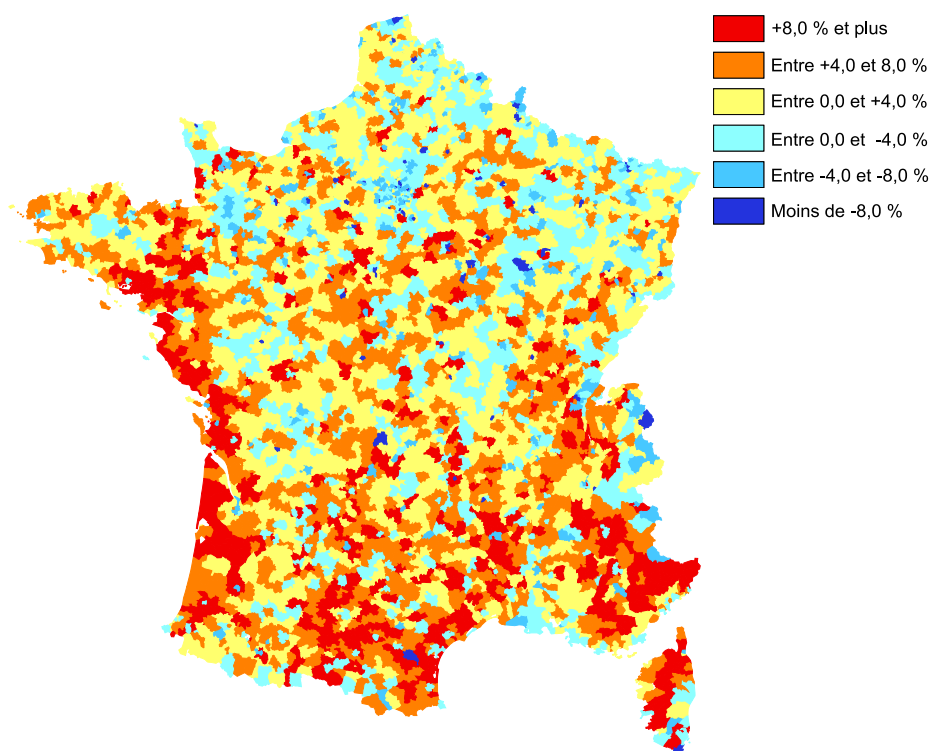 +8,0 % et plus
Entre +4,0 et 8,0 %
Entre 0,0 et +4,0 %
Entre 0,0 et -4,0 %
Entre -4,0 et -8,0 %
Moins de -8,0 %